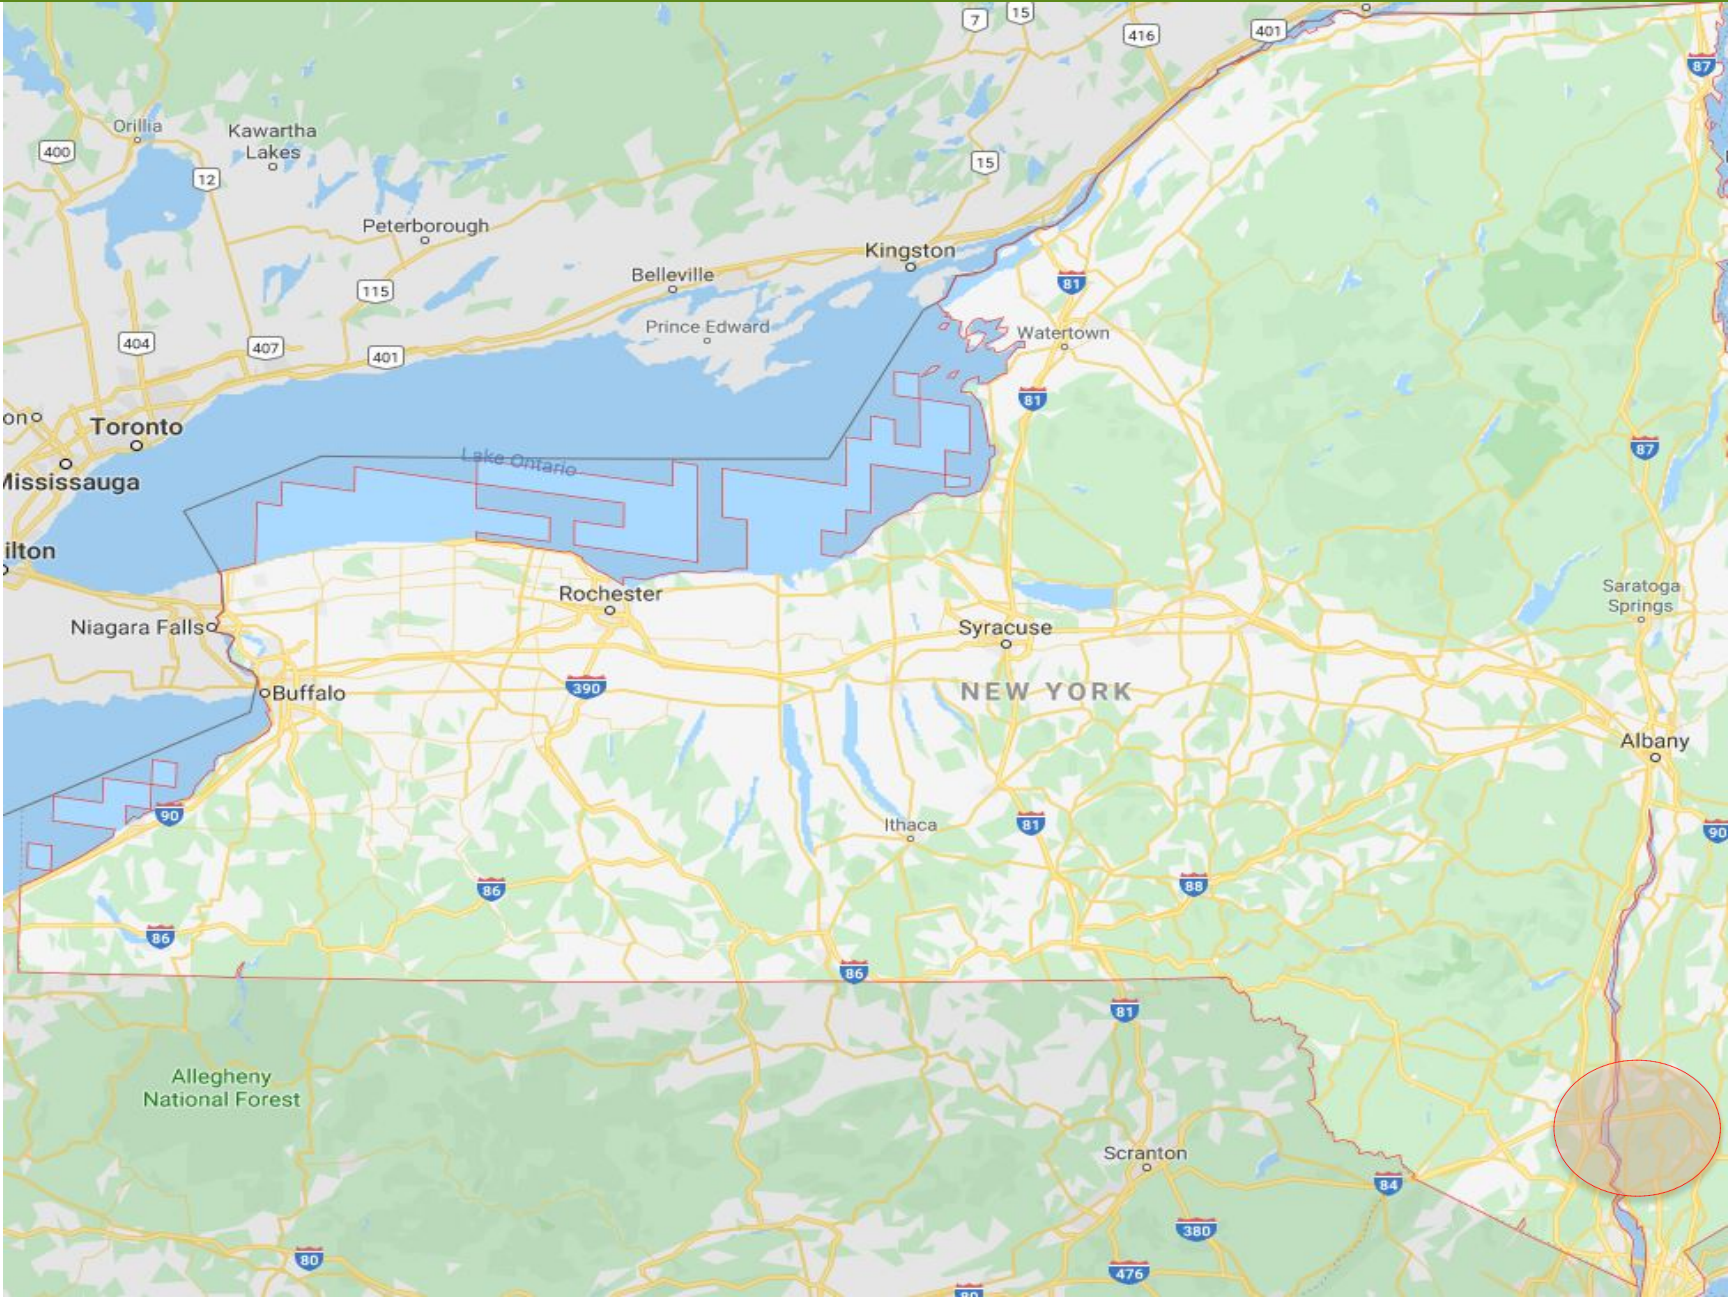 7
15
416
401
87
Orillia
Kawartha
Lakes
400
12
15
Peterborough
Kingston
Belleville
115
81
Prince Edward
Watertown
404
407
401
81
on
Toronto
Lake Ontario
87
Mississauga
ilton
Rochester
Saratoga
Springs
Niagara Falls
Syracuse
390
Buffalo
NEW YORK
Albany
90
Ithaca
81
90
86
88
86
86
81
Allegheny
National Forest
Scranton
84
380
80
476
80